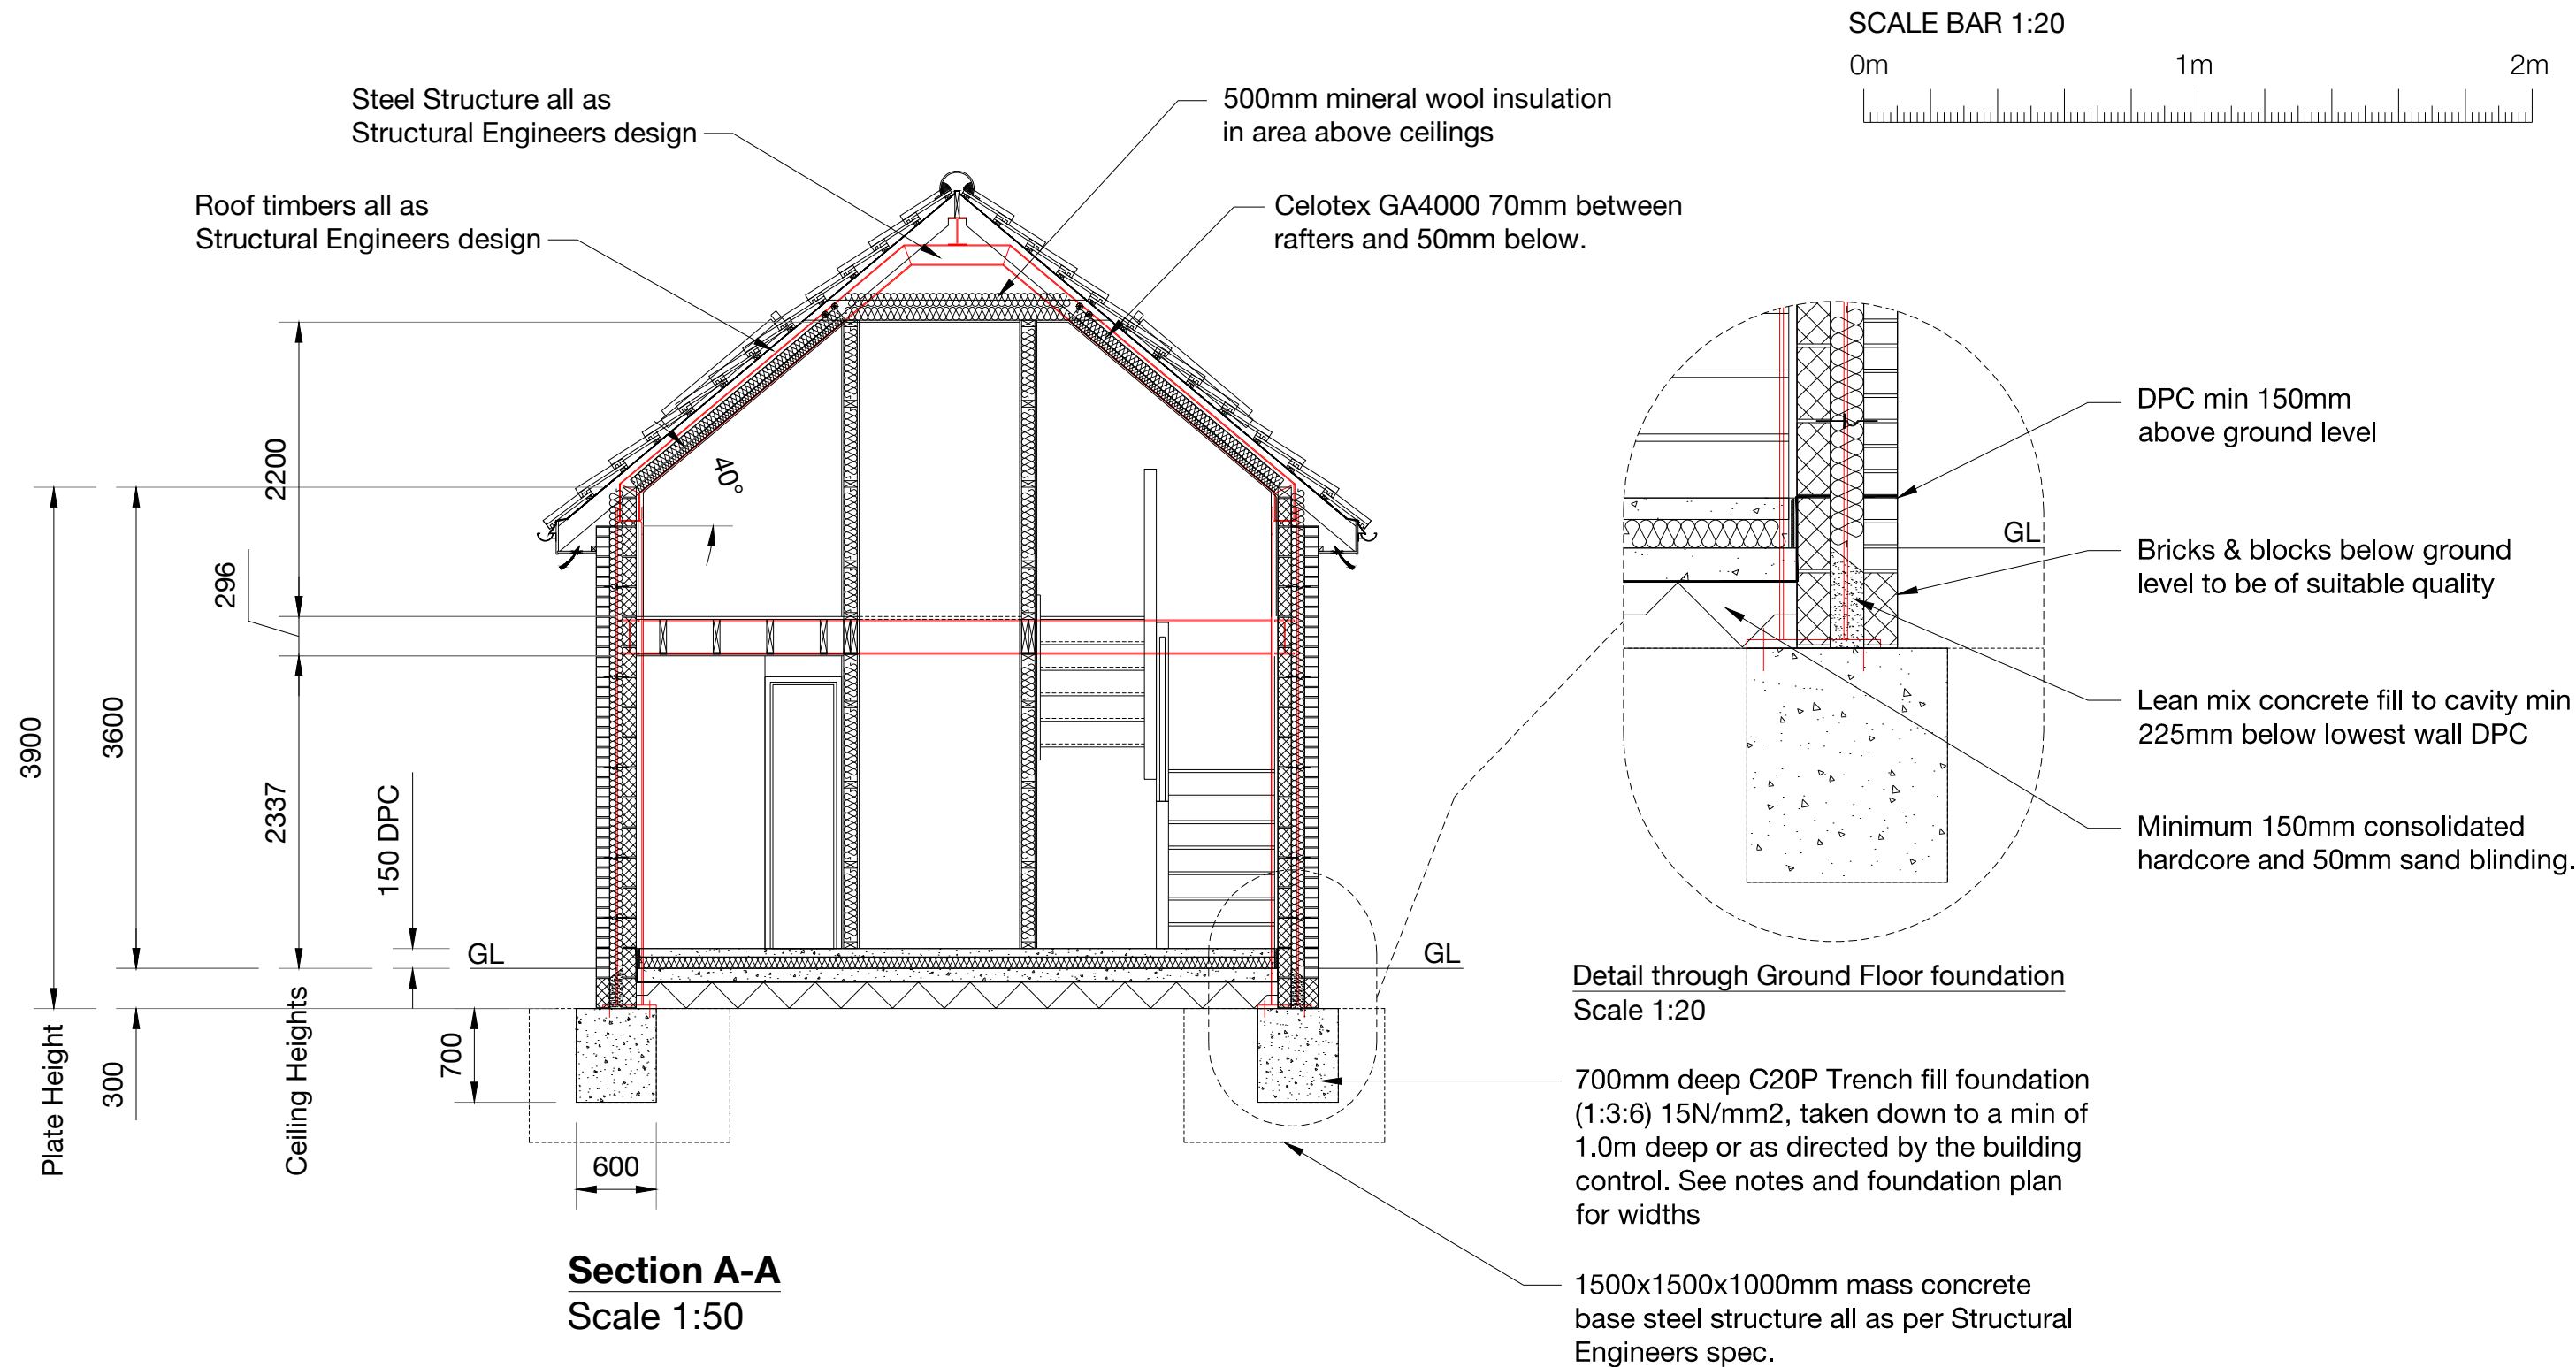 SCALE BAR 1:20
0m 1m 2m
Steel Structure all as
Structural Engineers design
500mm mineral wool insulation
in area above ceilings
Roof timbers all as
Structural Engineers design
Celotex GA4000 70mm between
rafters and 50mm below.
40°
2200
296
3900
3600
2337
150 DPC
GL
GL
Plate Height
300
Ceiling Heights
700
600
Section A-A
Scale 1:50
DPC min 150mm
above ground level
GL
Bricks & blocks below ground
level to be of suitable quality
Lean mix concrete fill to cavity min
225mm below lowest wall DPC
Minimum 150mm consolidated
hardcore and 50mm sand blinding.
Detail through Ground Floor foundation
Scale 1:20
700mm deep C20P Trench fill foundation
(1:3:6) 15N/mm2, taken down to a min of
1.0m deep or as directed by the building
control. See notes and foundation plan
for widths
1500x1500x1000mm mass concrete
base steel structure all as per Structural
Engineers spec.